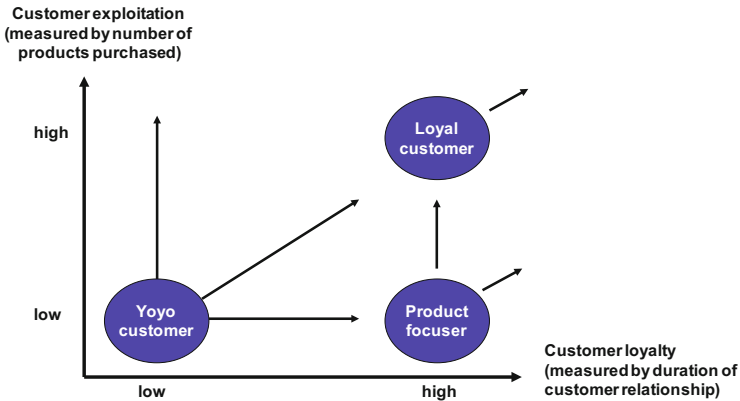 Customer exploitation
(measured by number of
products purchased)
high
Loyal
customer
low
Yoyo
customer
Product
focuser
Customer loyalty
(measured by duration of
customer relationship)
low
high